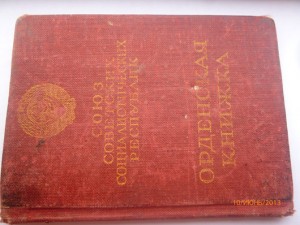 СОЮЗ
СОВЕТСКИХ
СОЦИАЛИСТИЧЕСКИХ
РЕСПУБЛИК
ОРДЕНСКАЯ
КНИЖКА